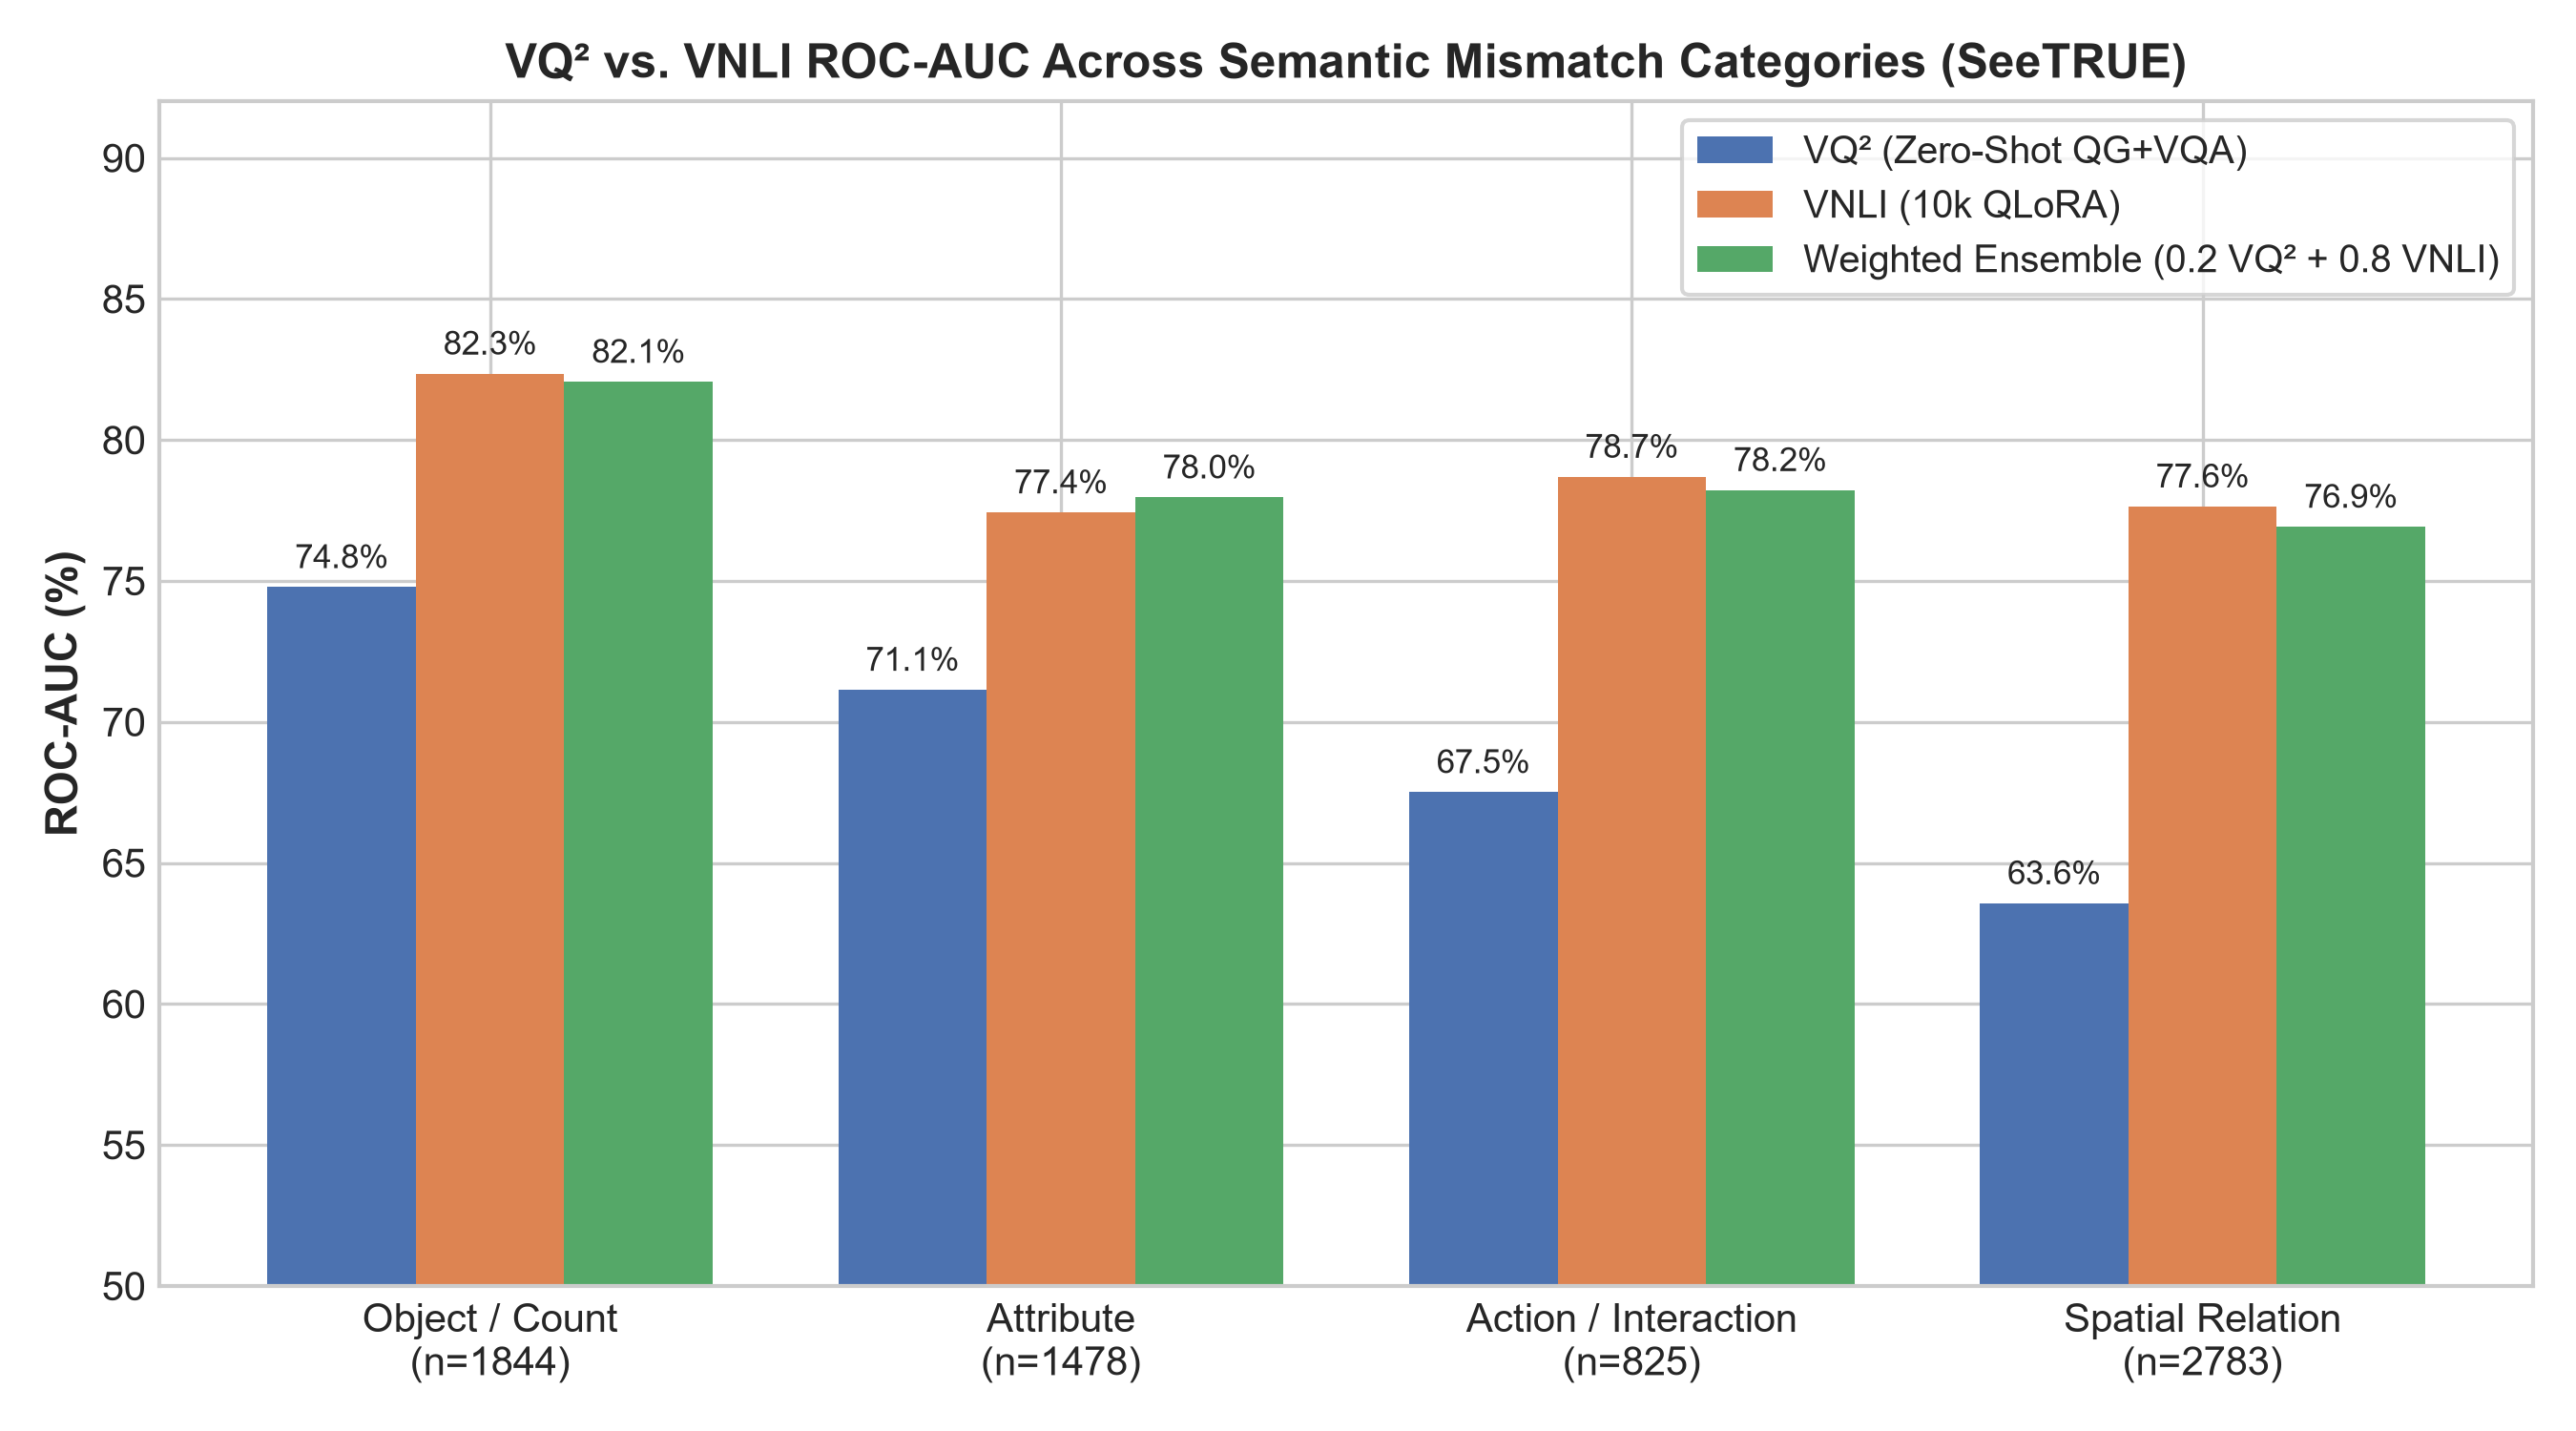 VQ² vs. VNLI ROC-AUC Across Semantic Mismatch Categories (SeeTRUE)
VQ² (Zero-Shot QG+VQA)
VNLI (10k QLoRA)
Weighted Ensemble (0.2 VQ² + 0.8 VNLI)
ROC-AUC (%)
90
85
80
75
70
65
60
55
50
74.8%
82.3%
82.1%
71.1%
77.4%
78.0%
67.5%
78.7%
78.2%
63.6%
77.6%
76.9%
Object / Count
(n=1844)
Attribute
(n=1478)
Action / Interaction
(n=825)
Spatial Relation
(n=2783)